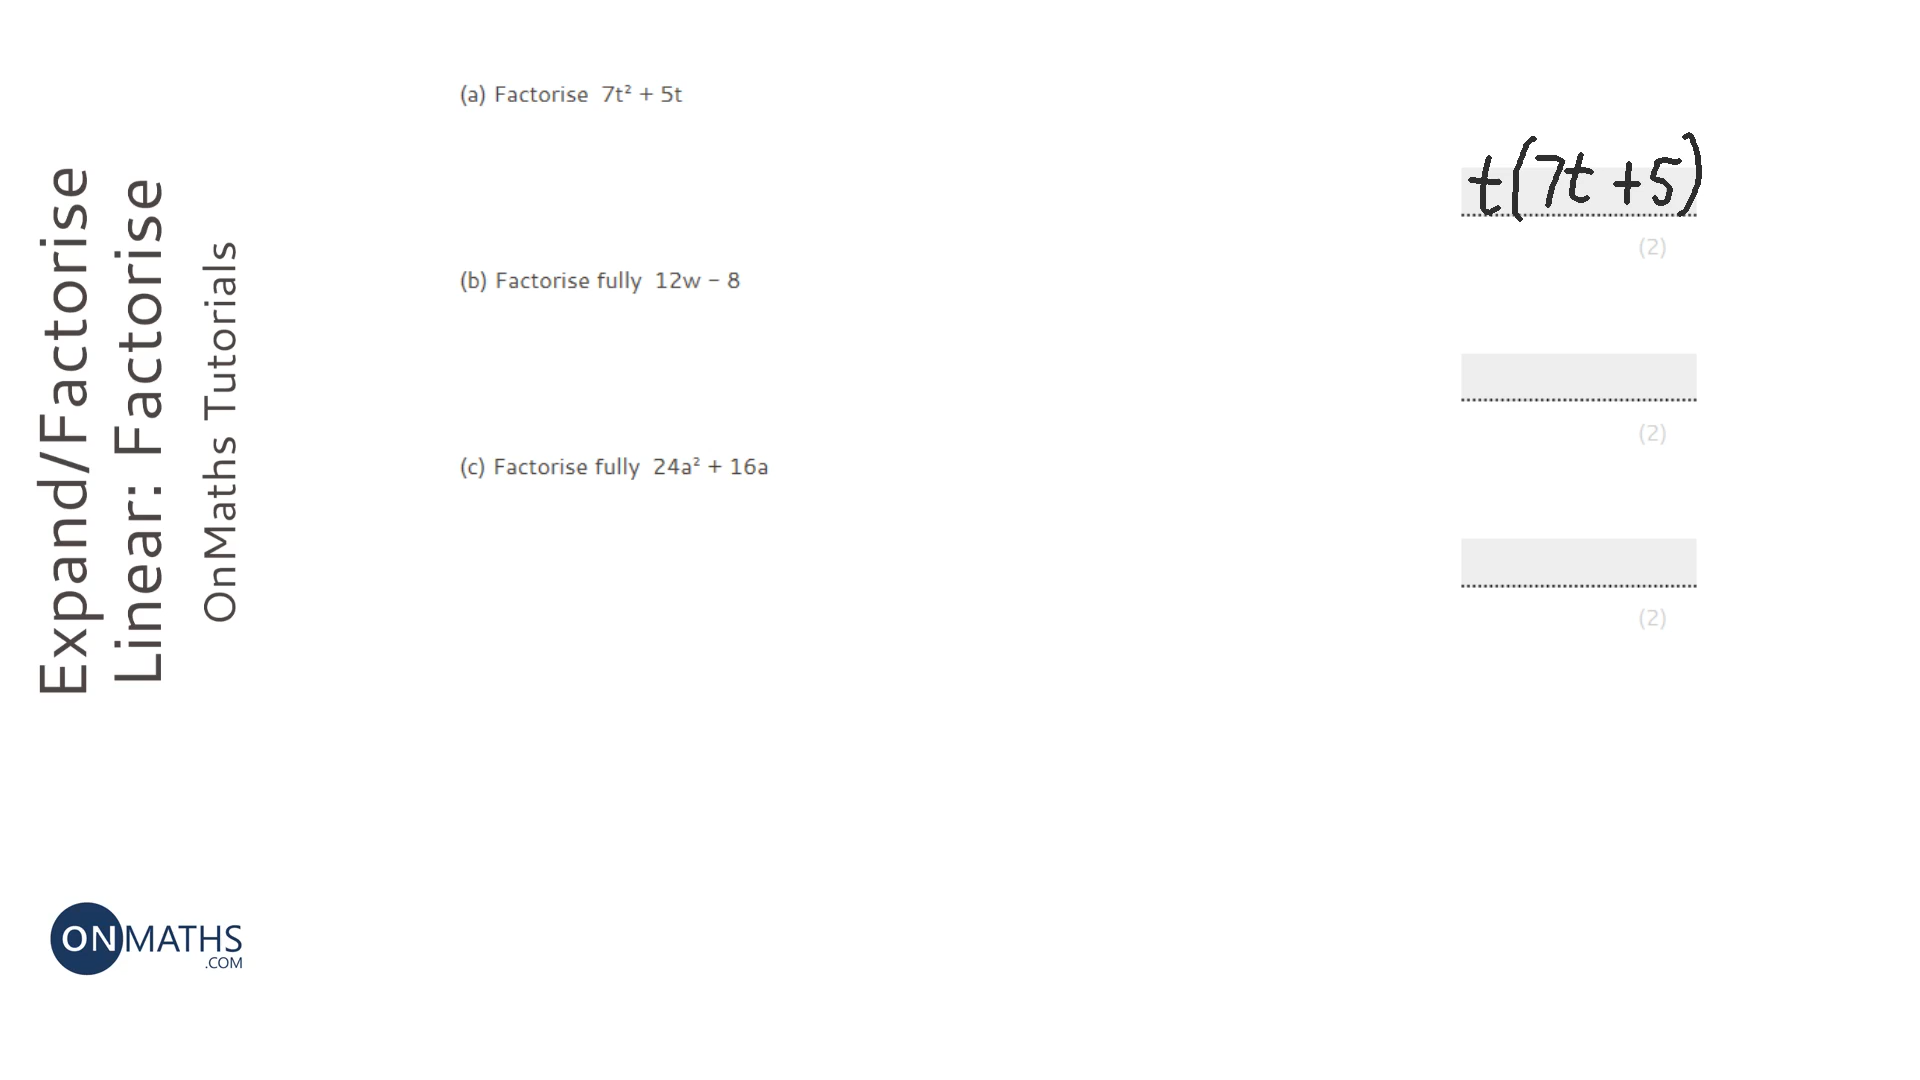 Expand/Factorise
Linear: Factorise
OnMaths Tutorials
(a) Factorise 7t² + 5t
t(7t +5)
(2)
(b) Factorise fully 12w − 8
(2)
(c) Factorise fully 24a² + 16a
(2)
ONMATHS
.COM